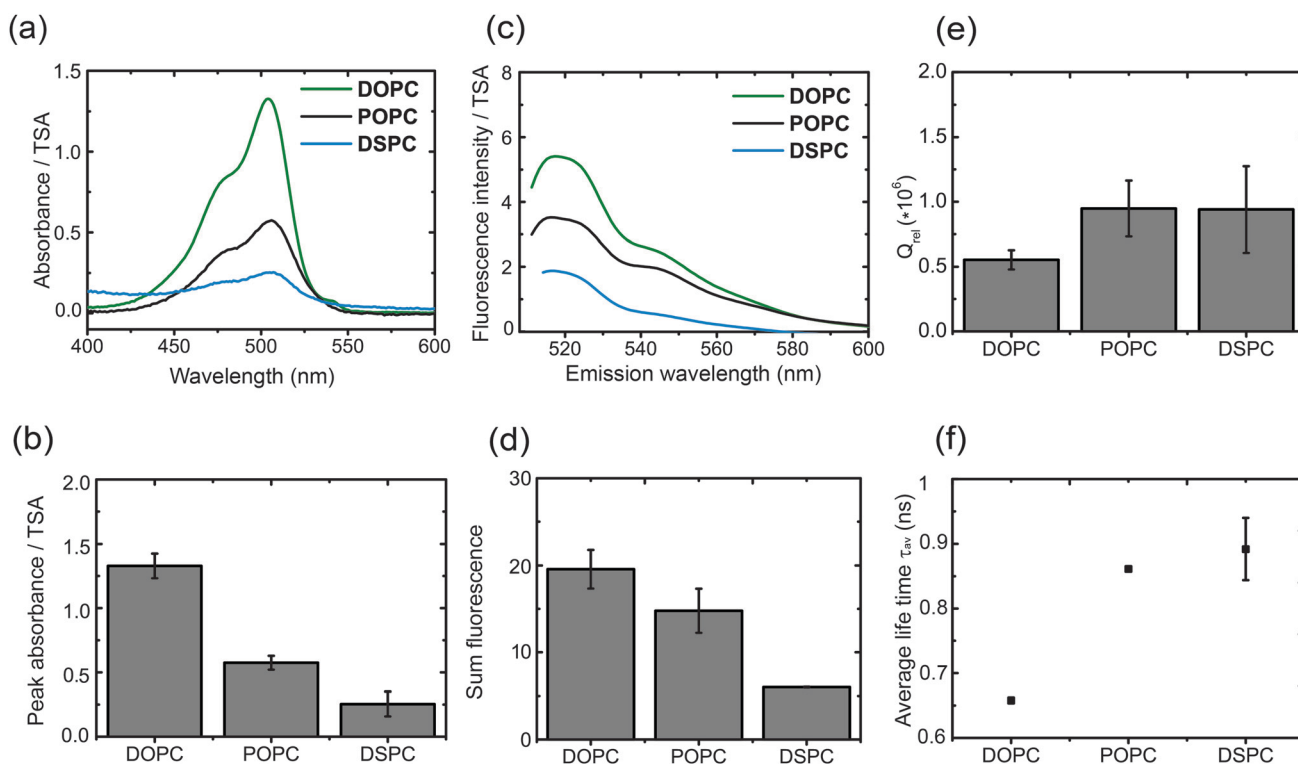 (a)
1.5
1.0
0.5
0.0
Absorbance / TSA
DOPC
POPC
DSPC
400
450
500
550
600
Wavelength (nm)
(c)
8
6
4
2
0
Fluorescence intensity / TSA
DOPC
POPC
DSPC
520
540
560
580
600
Emission wavelength (nm)
(e)
2.0
1.5
1.0
0.5
0.0
Q_rel (*10⁶)
DOPC
POPC
DSPC
(b)
2.0
1.5
1.0
0.5
0.0
Peak absorbance / TSA
DOPC
POPC
DSPC
(d)
30
20
10
0
Sum fluorescence
DOPC
POPC
DSPC
(f)
1
0.9
0.8
0.7
0.6
Average life time τ_av (ns)
DOPC
POPC
DSPC